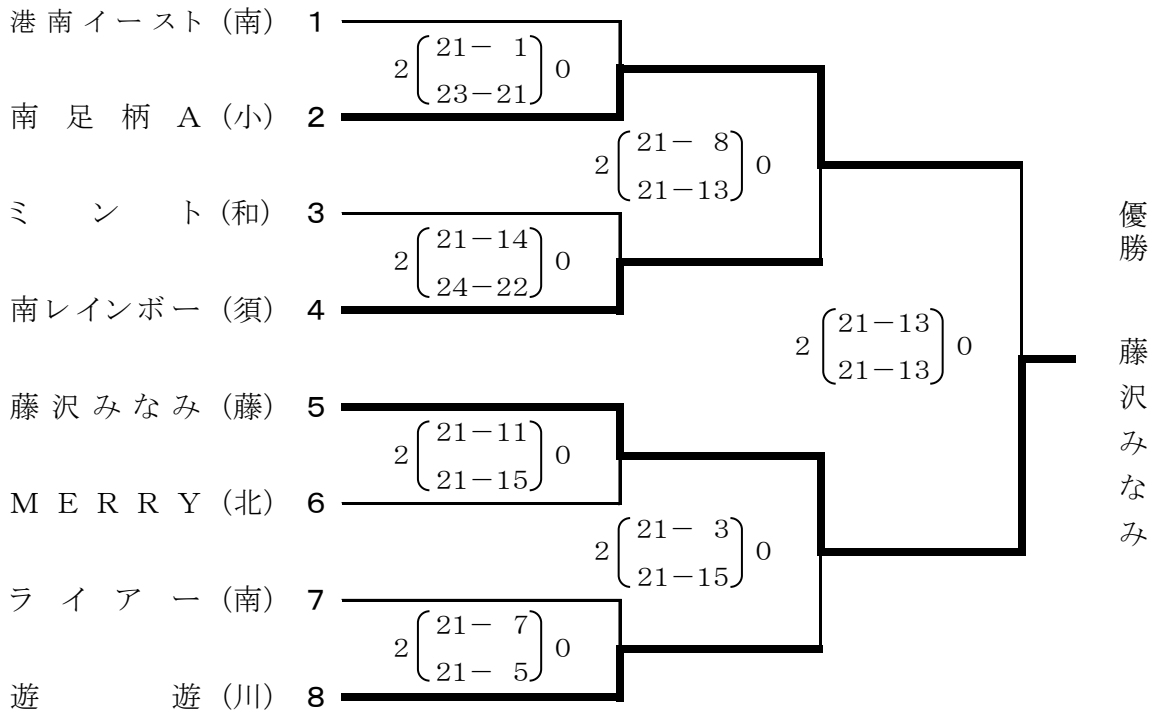 港南イースト (南) 1
2 21－ 1 0
23－21
南足柄A (小) 2
2 21－ 8 0
21－13
ミント (和) 3
2 21－14 0
24－22
南レインボー (須) 4
2 21－13 0
21－13
藤沢みなみ (藤) 5
2 21－11 0
21－15
MERRY (北) 6
2 21－ 3 0
21－15
ライアー (南) 7
2 21－ 7 0
21－ 5
遊遊 (川) 8
優勝 藤沢みなみ